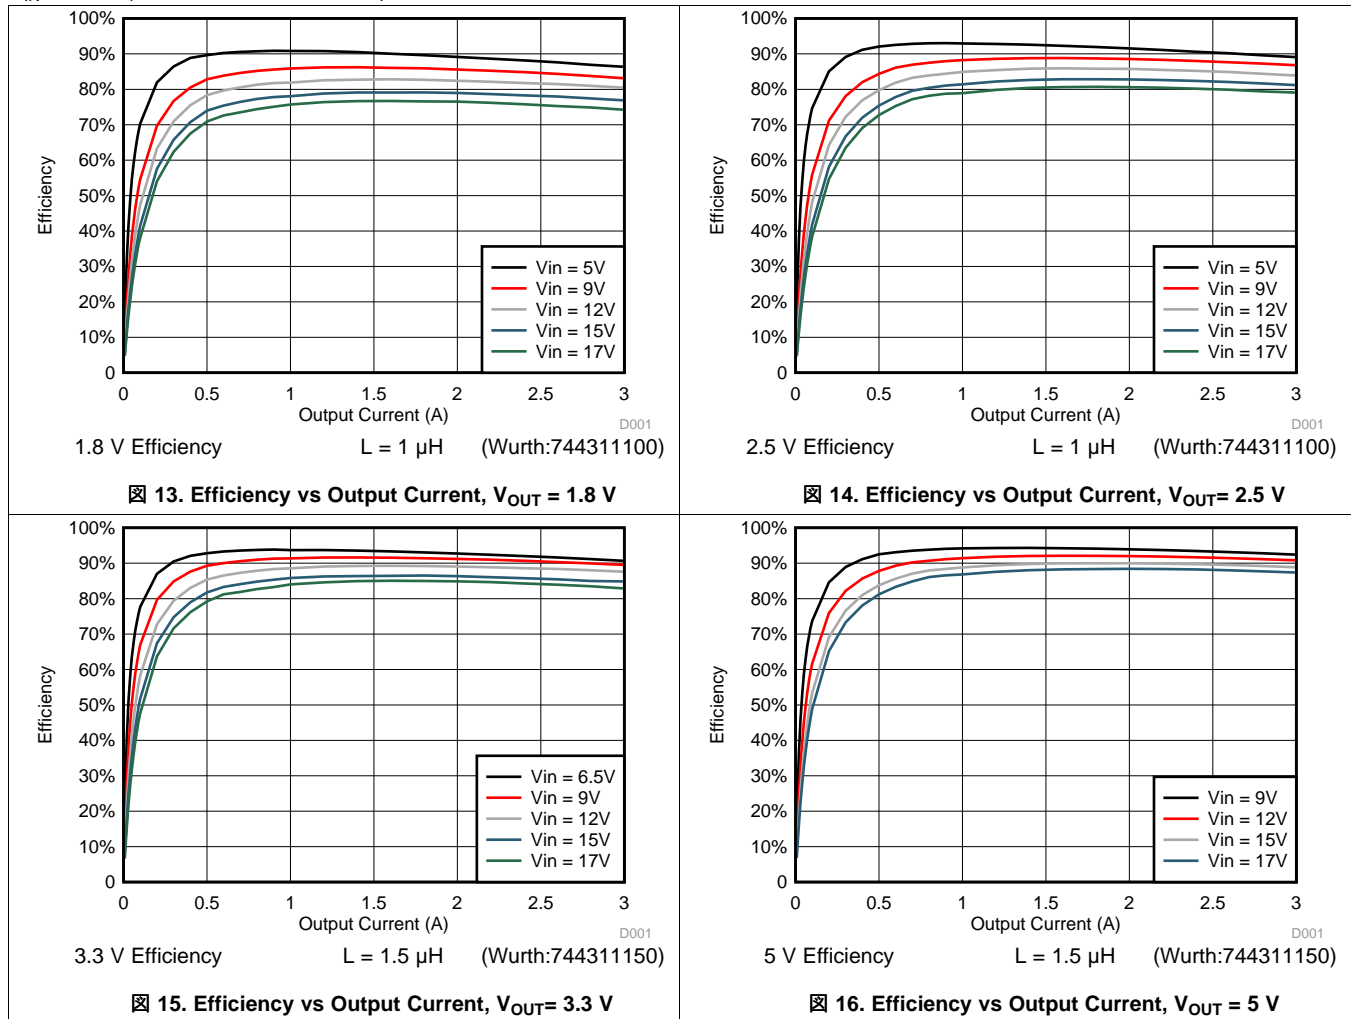 100%
90%
80%
70%
60%
50%
40%
30%
20%
10%
0
Efficiency
Vin = 5V
Vin = 9V
Vin = 12V
Vin = 15V
Vin = 17V
0 0.5 1 1.5 2 2.5 3
Output Current (A)
D001
1.8 V Efficiency L = 1 µH (Wurth:744311100)
図 13. Efficiency vs Output Current, VOUT = 1.8 V
100%
90%
80%
70%
60%
50%
40%
30%
20%
10%
0
Efficiency
Vin = 5V
Vin = 9V
Vin = 12V
Vin = 15V
Vin = 17V
0 0.5 1 1.5 2 2.5 3
Output Current (A)
D001
2.5 V Efficiency L = 1 µH (Wurth:744311100)
図 14. Efficiency vs Output Current, VOUT= 2.5 V
100%
90%
80%
70%
60%
50%
40%
30%
20%
10%
0
Efficiency
Vin = 6.5V
Vin = 9V
Vin = 12V
Vin = 15V
Vin = 17V
0 0.5 1 1.5 2 2.5 3
Output Current (A)
D001
3.3 V Efficiency L = 1.5 µH (Wurth:744311150)
図 15. Efficiency vs Output Current, VOUT= 3.3 V
100%
90%
80%
70%
60%
50%
40%
30%
20%
10%
0
Efficiency
Vin = 9V
Vin = 12V
Vin = 15V
Vin = 17V
0 0.5 1 1.5 2 2.5 3
Output Current (A)
D001
5 V Efficiency L = 1.5 µH (Wurth:744311150)
図 16. Efficiency vs Output Current, VOUT = 5 V